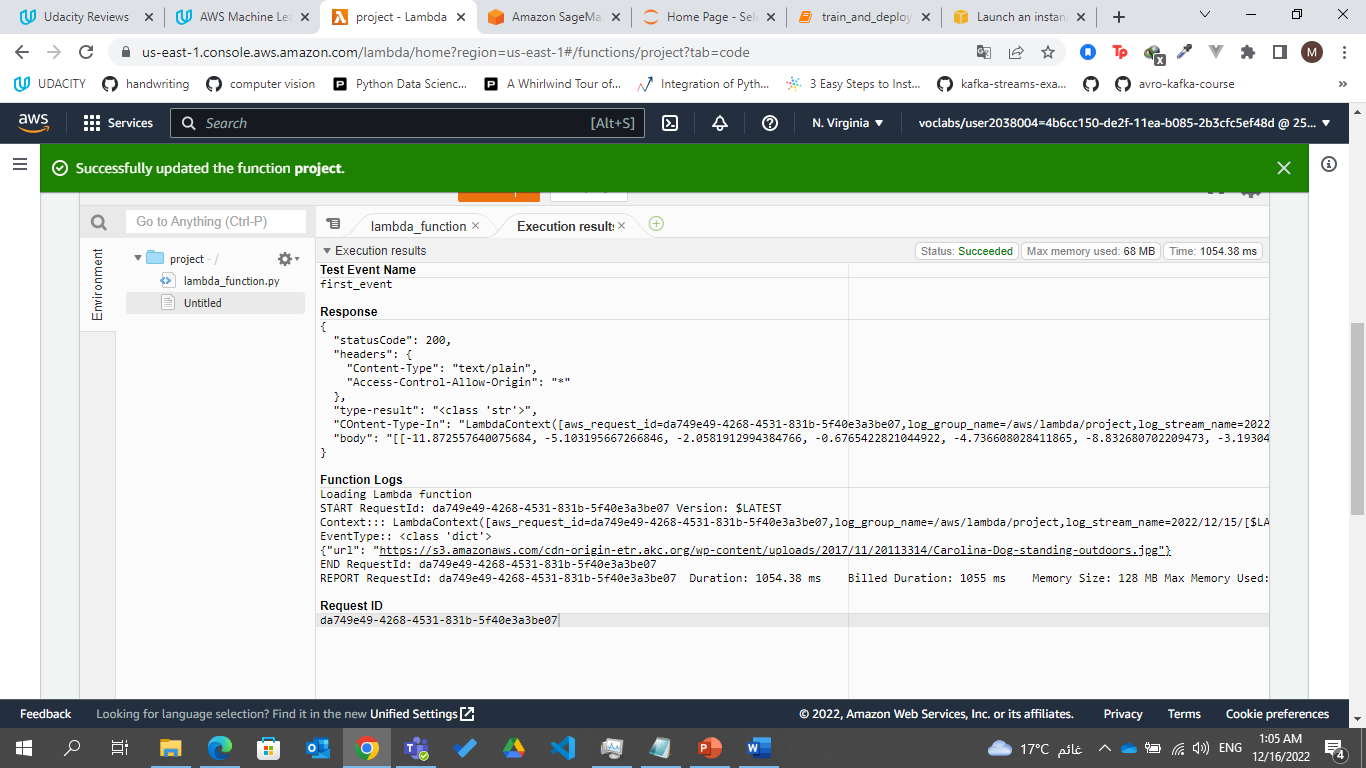 Udacity Reviews
AWS Machine Lea
project - Lambda
Amazon SageMa
Home Page - Sel
train_and_deploy
Launch an instan
us-east-1.console.aws.amazon.com/lambda/home?region=us-east-1#/functions/project?tab=code
M
UDACITY
handwriting
computer vision
Python Data Scienc...
A Whirlwind Tour of...
Integration of Pyth...
3 Easy Steps to Inst...
kafka-streams-exa...
avro-kafka-course
aws
Services
Search
[Alt+S]
N. Virginia
voclabs/user2038004=4b6cc150-de2f-11ea-b085-2b3cfc5ef48d @ 25...
Successfully updated the function project.
Go to Anything (Ctrl-P)
lambda_function
Execution results
Environment
project - /
lambda_function.py
Untitled
Execution results
Status: Succeeded
Max memory used: 68 MB
Time: 1054.38 ms
Test Event Name
first_event
Response
{
"statusCode": 200,
"headers": {
"Content-Type": "text/plain",
"Access-Control-Allow-Origin": "*"
},
"type-result": "<class 'str'>",
"COntent-Type-In": "LambdaContext([aws_request_id=da749e49-4268-4531-831b-5f40e3a3be07,log_group_name=/aws/lambda/project,log_stream_name=2022
"body": "[[-11.872557640075684, -5.103195667266846, -2.0581912994384766, -0.6765422821044922, -4.736608028411865, -8.832680702209473, -3.19304
}
Function Logs
Loading Lambda function
START RequestId: da749e49-4268-4531-831b-5f40e3a3be07 Version: $LATEST
Context::: LambdaContext([aws_request_id=da749e49-4268-4531-831b-5f40e3a3be07,log_group_name=/aws/lambda/project,log_stream_name=2022/12/15/[$LA
EventType:: <class 'dict'>
{"url": "https://s3.amazonaws.com/cdn-origin-etr.akc.org/wp-content/uploads/2017/11/20113314/Carolina-Dog-standing-outdoors.jpg"}
END RequestId: da749e49-4268-4531-831b-5f40e3a3be07
REPORT RequestId: da749e49-4268-4531-831b-5f40e3a3be07 Duration: 1054.38 ms Billed Duration: 1055 ms Memory Size: 128 MB Max Memory Used:
Request ID
da749e49-4268-4531-831b-5f40e3a3be07
Feedback
Looking for language selection? Find it in the new Unified Settings
© 2022, Amazon Web Services, Inc. or its affiliates.
Privacy
Terms
Cookie preferences
17°C غائم
ENG
1:05 AM
12/16/2022
4